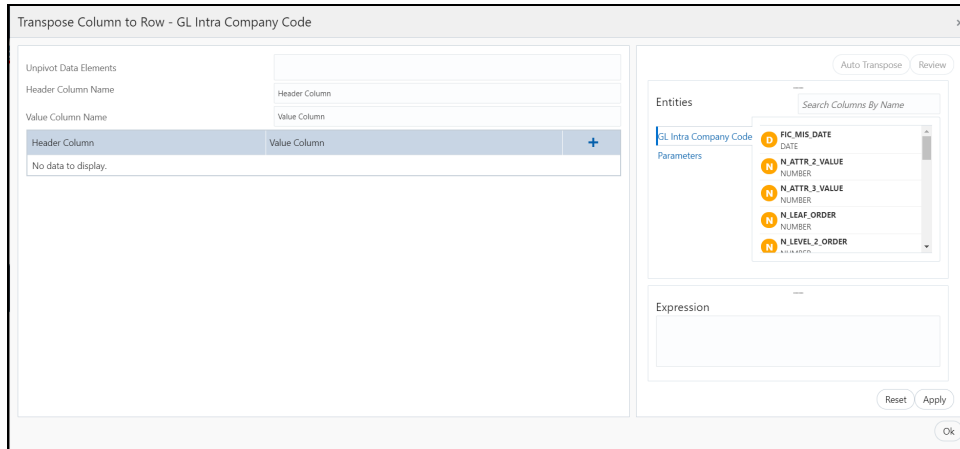 Transpose Column to Row - GL Intra Company Code
Unpivot Data Elements
Header Column Name
Header Column
Value Column Name
Value Column
Header Column Value Column +
No data to display.
Auto Transpose Review
Entities
Search Columns By Name
GL Intra Company Code
Parameters
D FIC_MIS_DATE
DATE
N N_ATTR_2_VALUE
NUMBER
N N_ATTR_3_VALUE
NUMBER
N N_LEAF_ORDER
NUMBER
N N_LEVEL_2_ORDER
NUMBER
Expression
Reset Apply
Ok